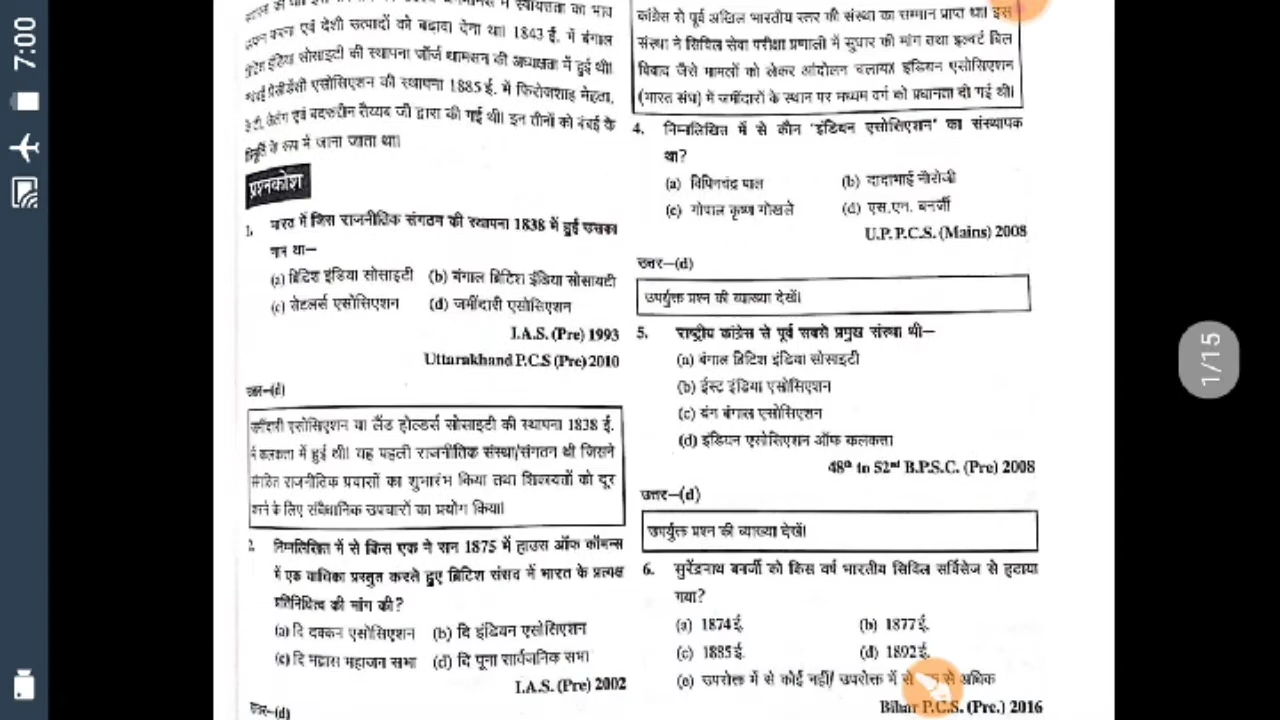 7:00
1/15
एवं देशी उत्पादों को बढ़ावा देना था। 1843 ई. में बंगाल
इंडिया सोसाइटी की स्थापना जॉर्ज थामसन की अध्यक्षता में हुई थी।
प्रेसीडेंसी एसोसिएशन की स्थापना 1885 ई. में फिरोजशाह मेहता,
एवं बदरुद्दीन तैय्यब जी द्वारा की गई थी। इन तीनों को बंबई के
के रूप में जाना जाता था।
प्रश्नकोश
1. भारत में जिस राजनीतिक संगठन की स्थापना 1838 में हुई उसका
नाम था–
(a) ब्रिटिश इंडिया सोसाइटी (b) बंगाल ब्रिटिश इंडिया सोसायटी
(c) सेटलर्स एसोसिएशन (d) जमींदारी एसोसिएशन
I.A.S. (Pre) 1993
Uttarakhand P.C.S (Pre) 2010
उत्तर–(d)
जमींदारी एसोसिएशन या लैंड होल्डर्स सोसाइटी की स्थापना 1838 ई.
में कलकत्ता में हुई थी। यह पहली राजनीतिक संस्था/संगठन थी जिसने
संगठित राजनीतिक प्रयासों का शुभारंभ किया तथा शिकायतों को दूर
करने के लिए संवैधानिक उपचारों का प्रयोग किया।
2. निम्नलिखित में से किस एक ने सन 1875 में हाउस ऑफ कॉमन्स
में एक याचिका प्रस्तुत करते हुए ब्रिटिश संसद में भारत के प्रत्यक्ष
प्रतिनिधित्व की मांग की?
(a) दि दक्कन एसोसिएशन (b) दि इंडियन एसोसिएशन
(c) दि मद्रास महाजन सभा (d) दि पूना सार्वजनिक सभा
I.A.S. (Pre) 2002
उत्तर–(d)
कांग्रेस से पूर्व अखिल भारतीय स्तर की संस्था का सम्मान प्राप्त था। इस
संस्था ने सिविल सेवा परीक्षा प्रणाली में सुधार की मांग तथा इल्बर्ट बिल
विवाद जैसे मामलों को लेकर आंदोलन चलाया। इंडियन एसोसिएशन
(भारत संघ) में जमींदारों के स्थान पर मध्यम वर्ग को प्रधानता दी गई थी।
4. निम्नलिखित में से कौन 'इंडियन एसोसिएशन' का संस्थापक
था?
(a) विपिनचंद्र पाल (b) दादाभाई नौरोजी
(c) गोपाल कृष्ण गोखले (d) एस.एन. बनर्जी
U.P. P.C.S. (Mains) 2008
उत्तर–(d)
उपर्युक्त प्रश्न की व्याख्या देखें।
5. राष्ट्रीय कांग्रेस से पूर्व सबसे प्रमुख संस्था थी–
(a) बंगाल ब्रिटिश इंडिया सोसाइटी
(b) ईस्ट इंडिया एसोसिएशन
(c) यंग बंगाल एसोसिएशन
(d) इंडियन एसोसिएशन ऑफ कलकत्ता
48th to 52nd B.P.S.C. (Pre) 2008
उत्तर–(d)
उपर्युक्त प्रश्न की व्याख्या देखें।
6. सुरेंद्रनाथ बनर्जी को किस वर्ष भारतीय सिविल सर्विसेज से हटाया
गया?
(a) 1874 ई. (b) 1877 ई.
(c) 1885 ई. (d) 1892 ई.
(e) उपरोक्त में से कोई नहीं/ उपरोक्त में से अधिक
Bihar P.C.S. (Pre.) 2016